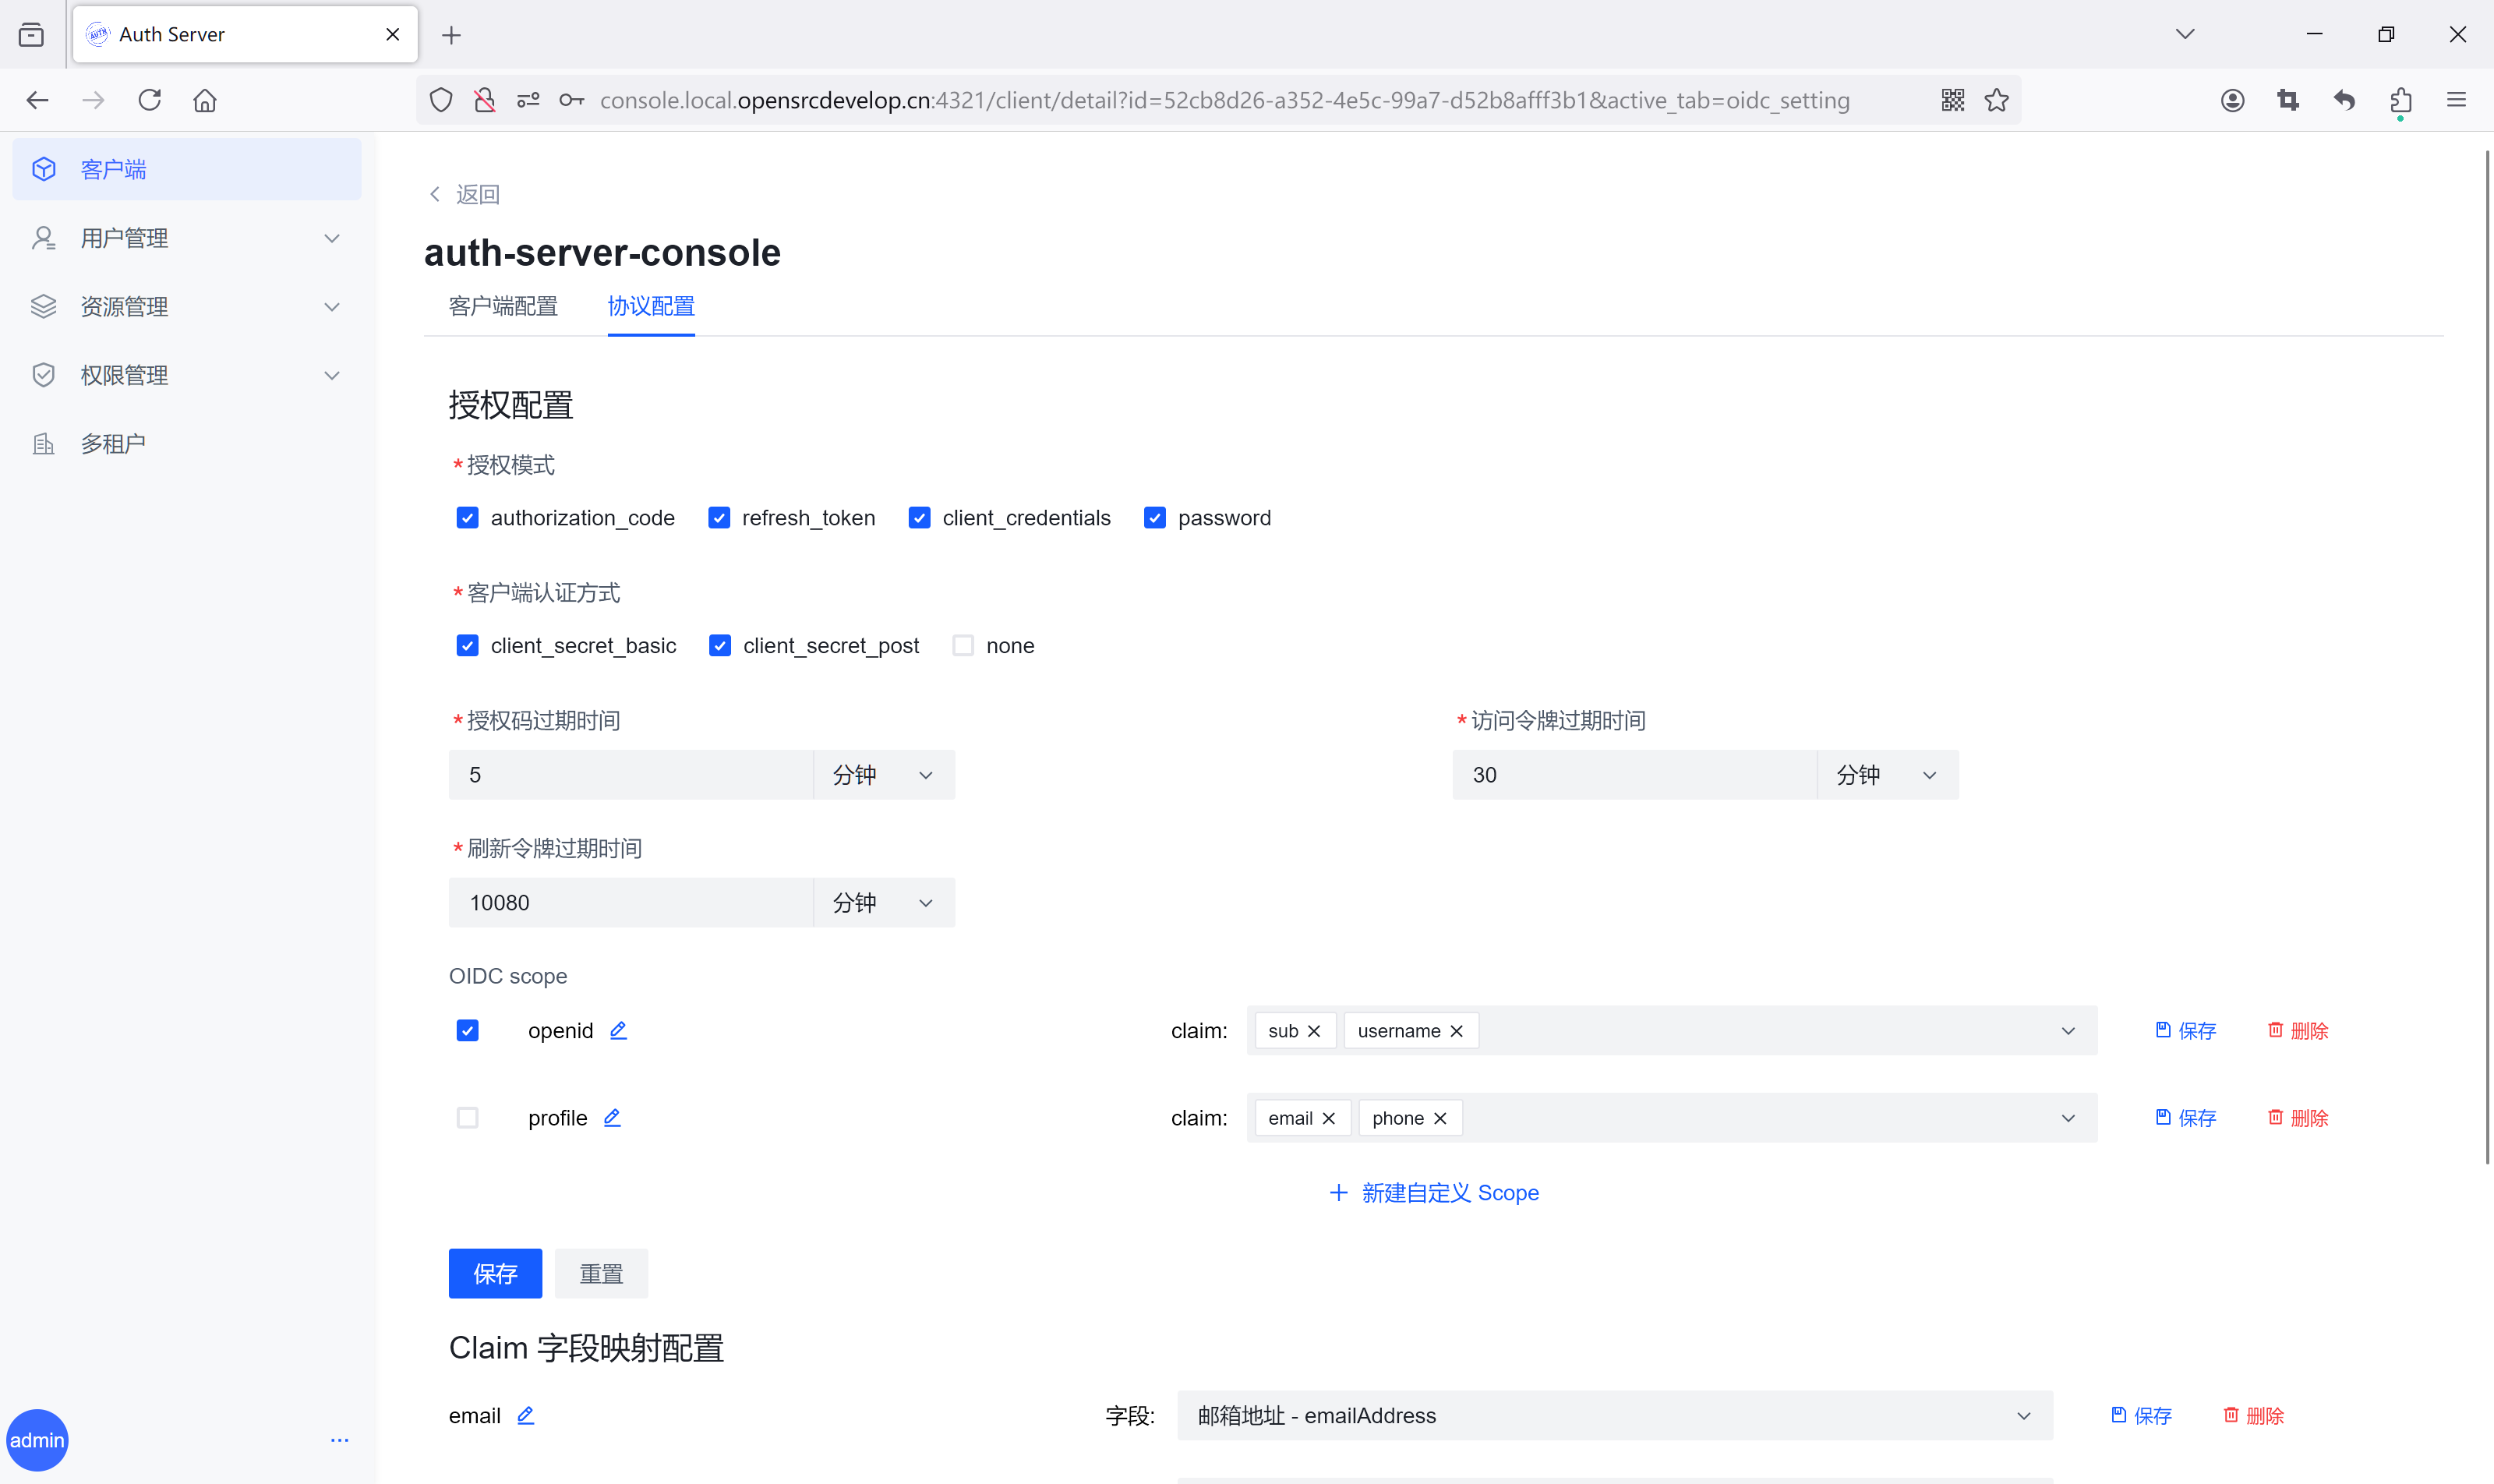 Auth Server
console.local.opensrcdevelop.cn:4321/client/detail?id=52cb8d26-a352-4e5c-99a7-d52b8afff3b1&active_tab=oidc_setting
客户端
用户管理
资源管理
权限管理
多租户
admin
返回
auth-server-console
客户端配置 协议配置
授权配置
*授权模式
authorization_code refresh_token client_credentials password
*客户端认证方式
client_secret_basic client_secret_post none
*授权码过期时间 *访问令牌过期时间
5 分钟 30 分钟
*刷新令牌过期时间
10080 分钟
OIDC scope
openid claim: sub username 保存 删除
profile claim: email phone 保存 删除
新建自定义 Scope
保存 重置
Claim 字段映射配置
email 字段: 邮箱地址 - emailAddress 保存 删除